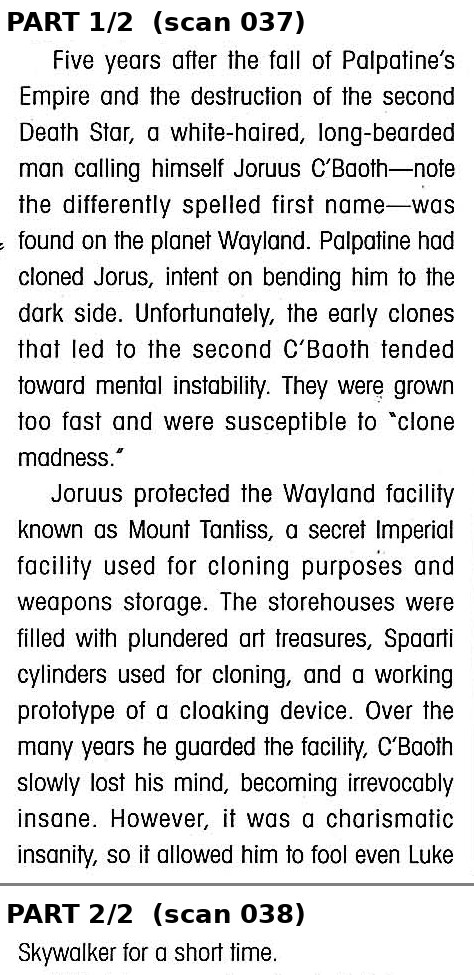 PART 1/2 (scan 037)
Five years after the fall of Palpatine's
Empire and the destruction of the second
Death Star, a white-haired, long-bearded
man calling himself Joruus C'Baoth—note
the differently spelled first name—was
found on the planet Wayland. Palpatine had
cloned Jorus, intent on bending him to the
dark side. Unfortunately, the early clones
that led to the second C'Baoth tended
toward mental instability. They were grown
too fast and were susceptible to "clone
madness."
Joruus protected the Wayland facility
known as Mount Tantiss, a secret Imperial
facility used for cloning purposes and
weapons storage. The storehouses were
filled with plundered art treasures, Spaarti
cylinders used for cloning, and a working
prototype of a cloaking device. Over the
many years he guarded the facility, C'Baoth
slowly lost his mind, becoming irrevocably
insane. However, it was a charismatic
insanity, so it allowed him to fool even Luke
PART 2/2 (scan 038)
Skywalker for a short time.